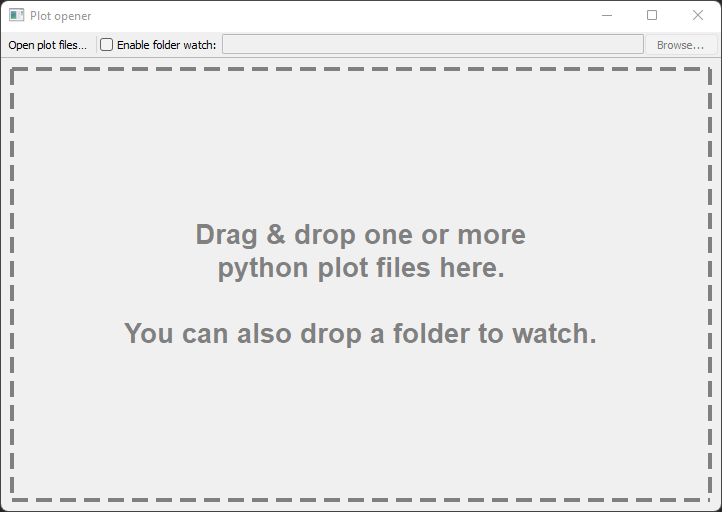 Plot opener
Open plot files... Enable folder watch: Browse...
Drag & drop one or more
python plot files here.
You can also drop a folder to watch.